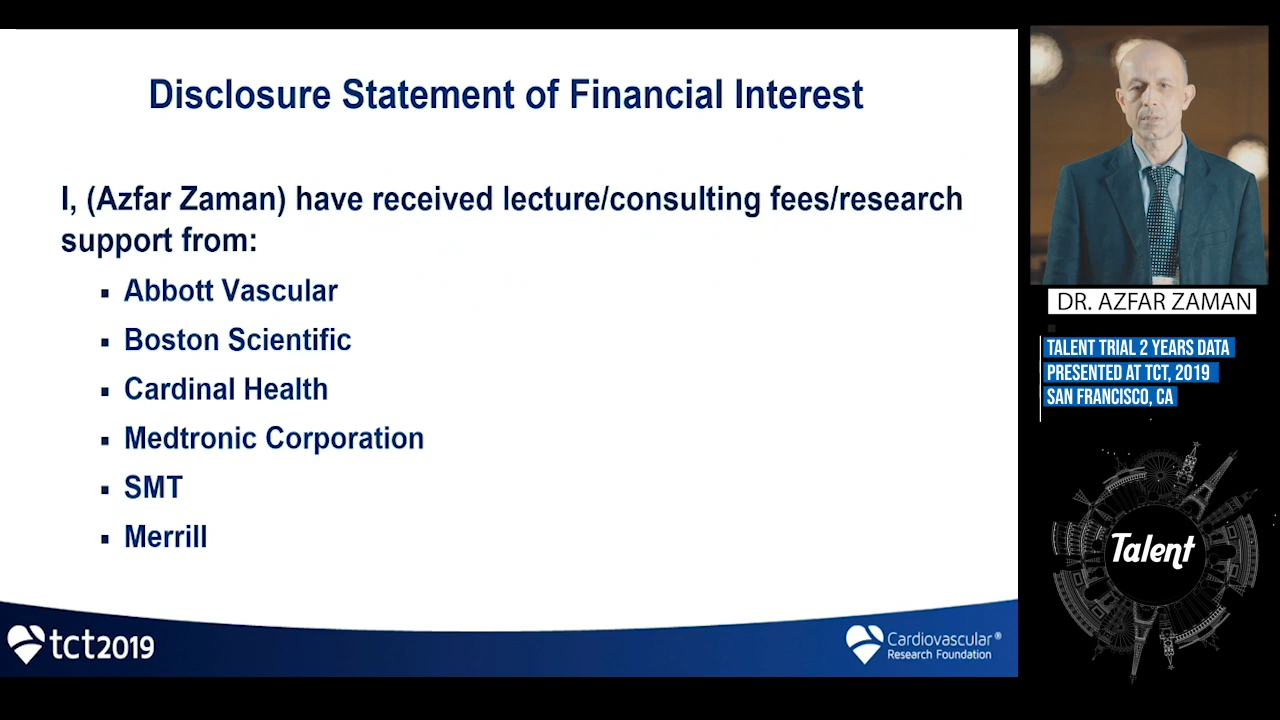 Disclosure Statement of Financial Interest
I, (Azfar Zaman) have received lecture/consulting fees/research
support from:
▪ Abbott Vascular
▪ Boston Scientific
▪ Cardinal Health
▪ Medtronic Corporation
▪ SMT
▪ Merrill
tct2019
Cardiovascular®
Research Foundation
DR. AZFAR ZAMAN
TALENT TRIAL 2 YEARS DATA
PRESENTED AT TCT, 2019
SAN FRANCISCO, CA
Talent